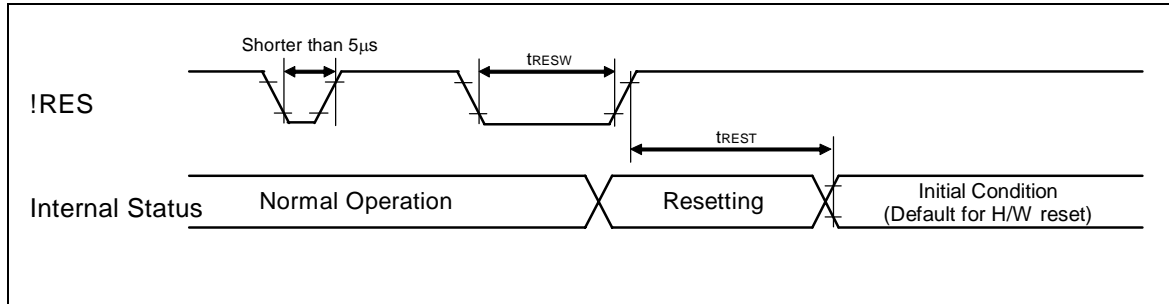 Shorter than 5µs
tRESW
!RES
tREST
Internal Status
Normal Operation
Resetting
Initial Condition
(Default for H/W reset)